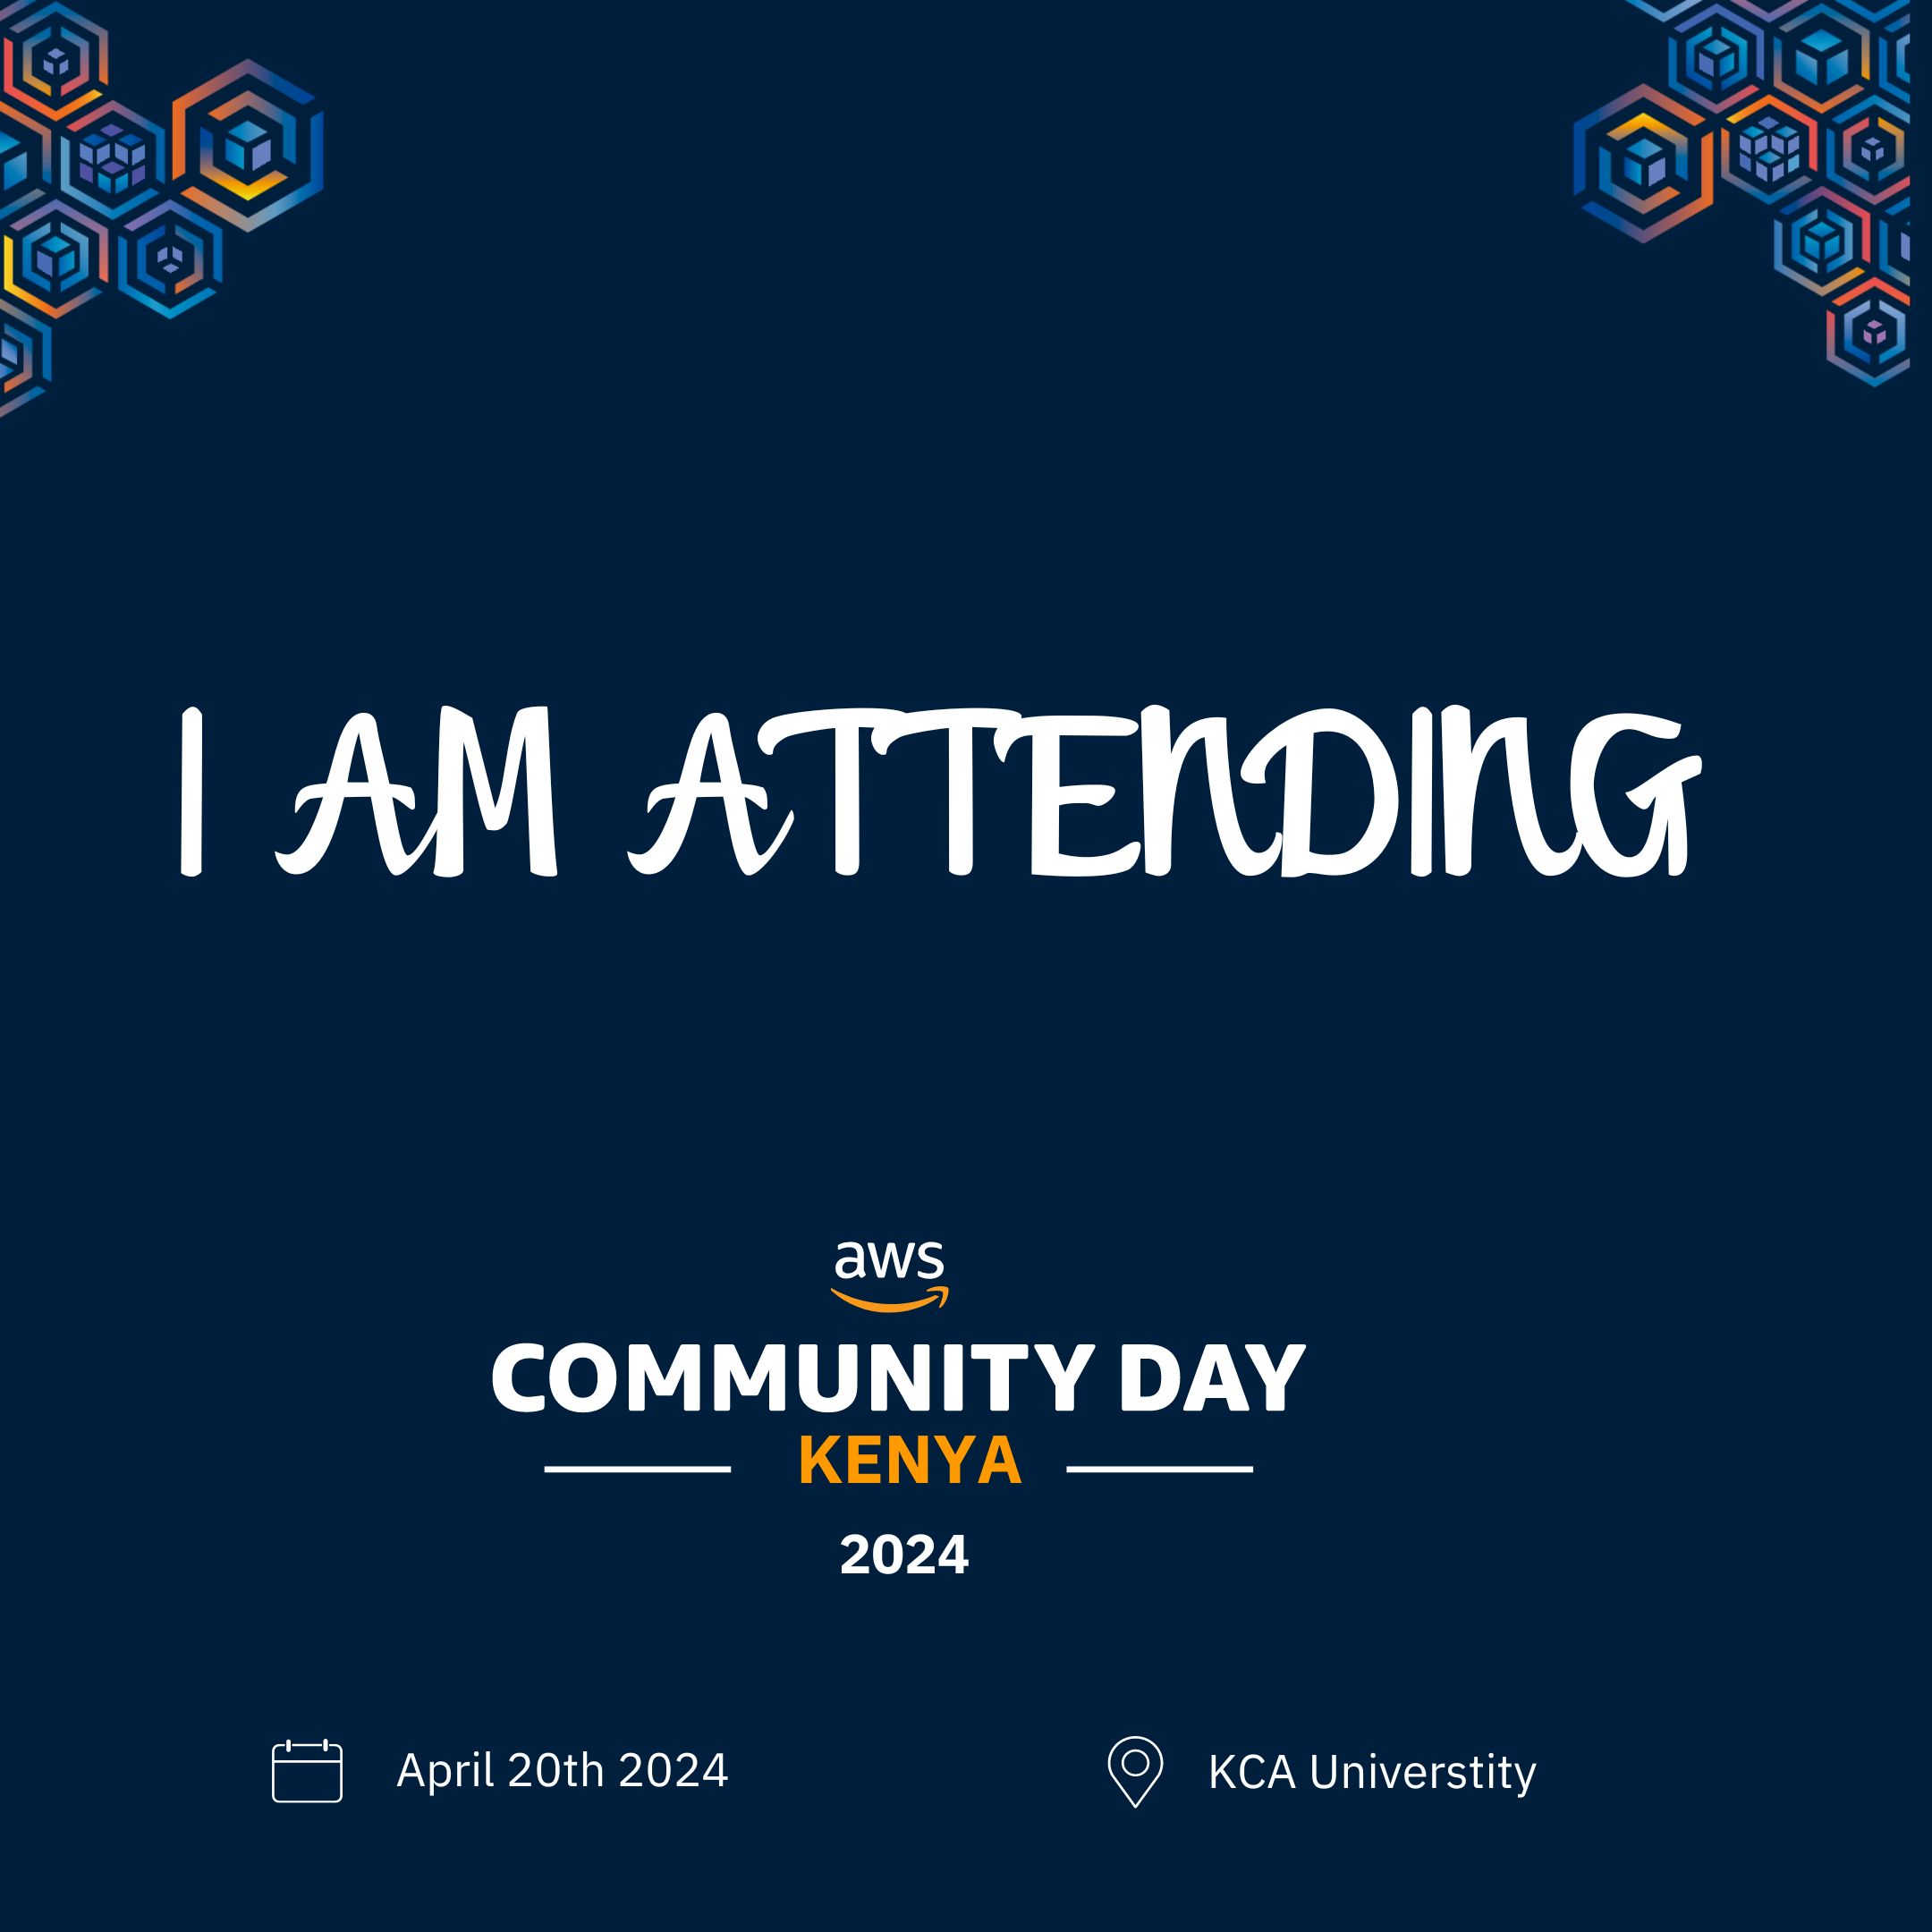 I AM ATTENDING
aws
COMMUNITY DAY
KENYA
2024
April 20th 2024
KCA Universtity